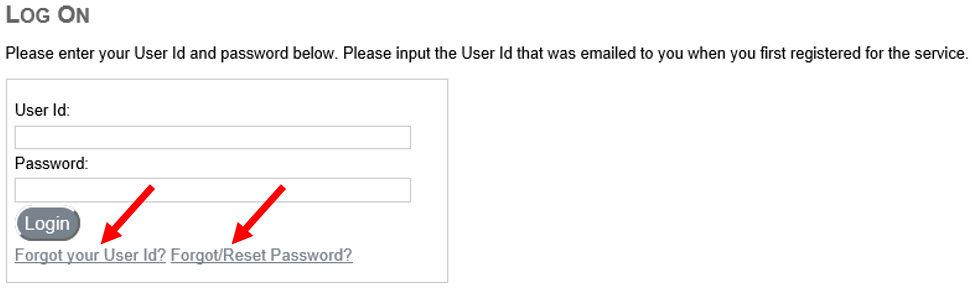 LOG ON
Please enter your User Id and password below. Please input the User Id that was emailed to you when you first registered for the service.
User Id:
Password:
Login
Forgot your User Id? Forgot/Reset Password?